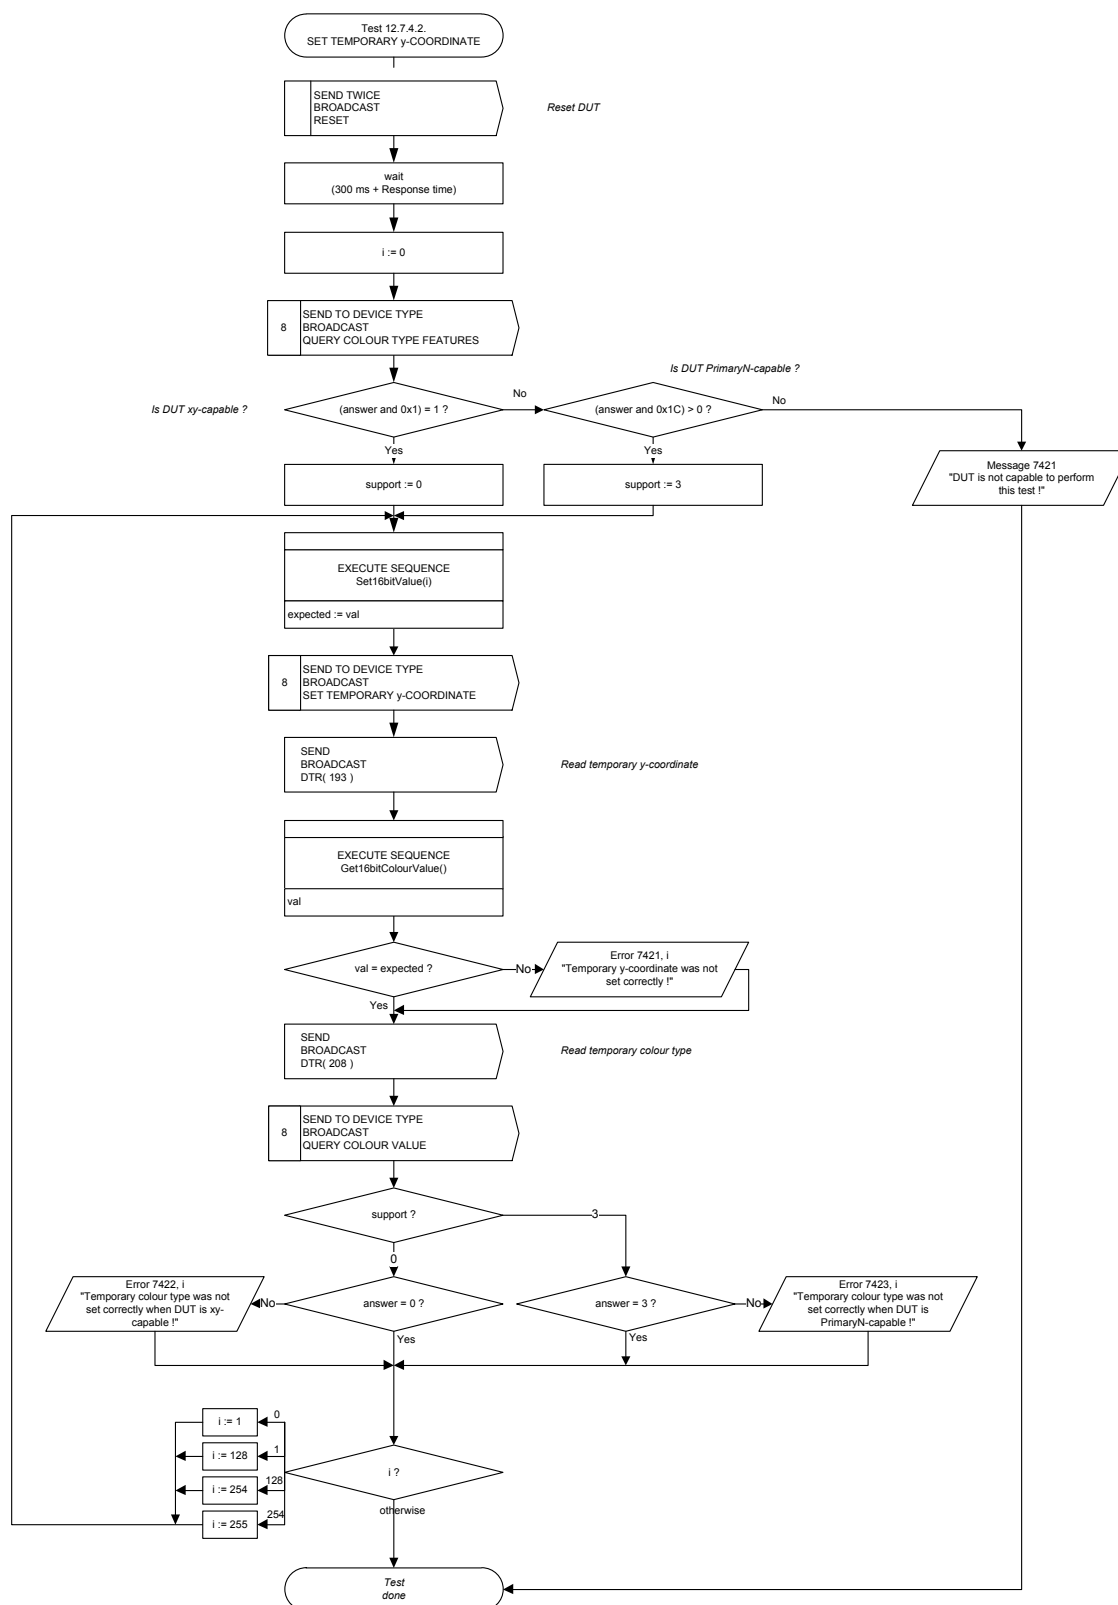 Test 12.7.4.2.
SET TEMPORARY y-COORDINATE
SEND TWICE
BROADCAST
RESET
Reset DUT
wait
(300 ms + Response time)
i := 0
8
SEND TO DEVICE TYPE
BROADCAST
QUERY COLOUR TYPE FEATURES
Is DUT xy-capable ?
(answer and 0x1) = 1 ?
No
Is DUT PrimaryN-capable ?
(answer and 0x1C) > 0 ?
No
Yes
Yes
support := 0
support := 3
Message 7421
"DUT is not capable to perform
this test !"
EXECUTE SEQUENCE
Set16bitValue(i)
expected := val
8
SEND TO DEVICE TYPE
BROADCAST
SET TEMPORARY y-COORDINATE
SEND
BROADCAST
DTR( 193 )
Read temporary y-coordinate
EXECUTE SEQUENCE
Get16bitColourValue()
val
val = expected ?
No
Error 7421, i
"Temporary y-coordinate was not
set correctly !"
Yes
SEND
BROADCAST
DTR( 208 )
Read temporary colour type
8
SEND TO DEVICE TYPE
BROADCAST
QUERY COLOUR VALUE
support ?
3
0
Error 7422, i
"Temporary colour type was not
set correctly when DUT is xy-
capable !"
No
answer = 0 ?
Yes
answer = 3 ?
Yes
No
Error 7423, i
"Temporary colour type was not
set correctly when DUT is
PrimaryN-capable !"
i := 1
0
i := 128
1
i := 254
128
i := 255
254
i ?
otherwise
Test
done